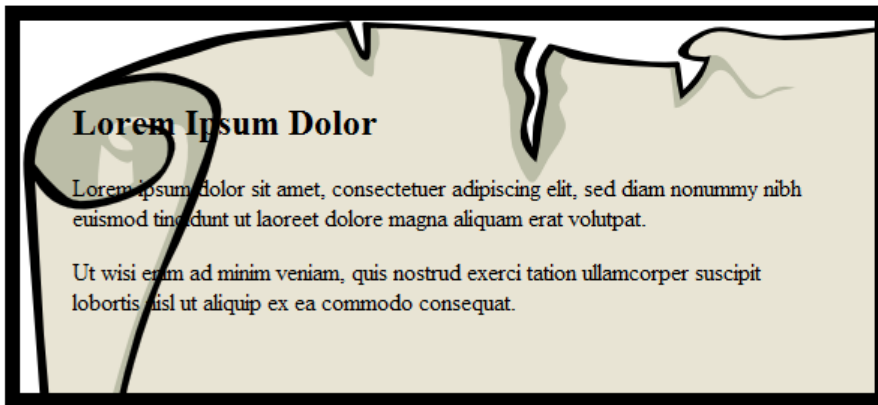 Lorem Ipsum Dolor
Lorem ipsum dolor sit amet, consectetuer adipiscing elit, sed diam nonummy nibh
euismod tincidunt ut laoreet dolore magna aliquam erat volutpat.
Ut wisi enim ad minim veniam, quis nostrud exerci tation ullamcorper suscipit
lobortis nisl ut aliquip ex ea commodo consequat.